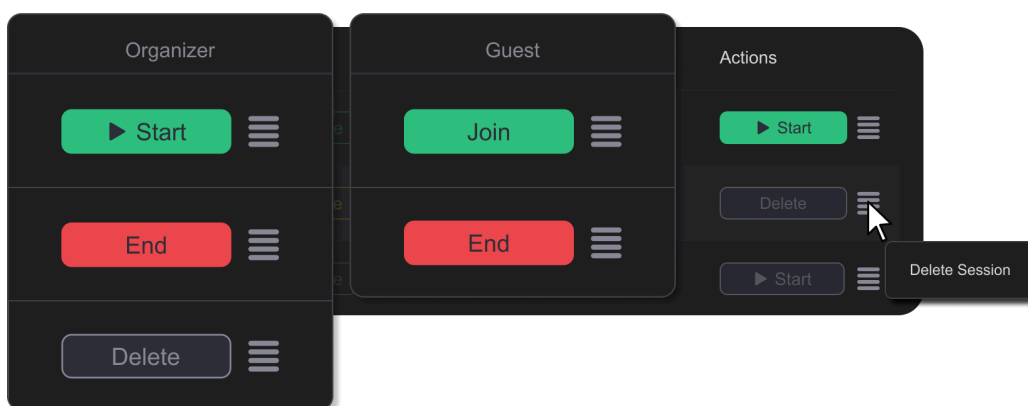 Organizer
Start
End
Delete
Guest
Join
End
Actions
Start
Delete
Start
Delete Session